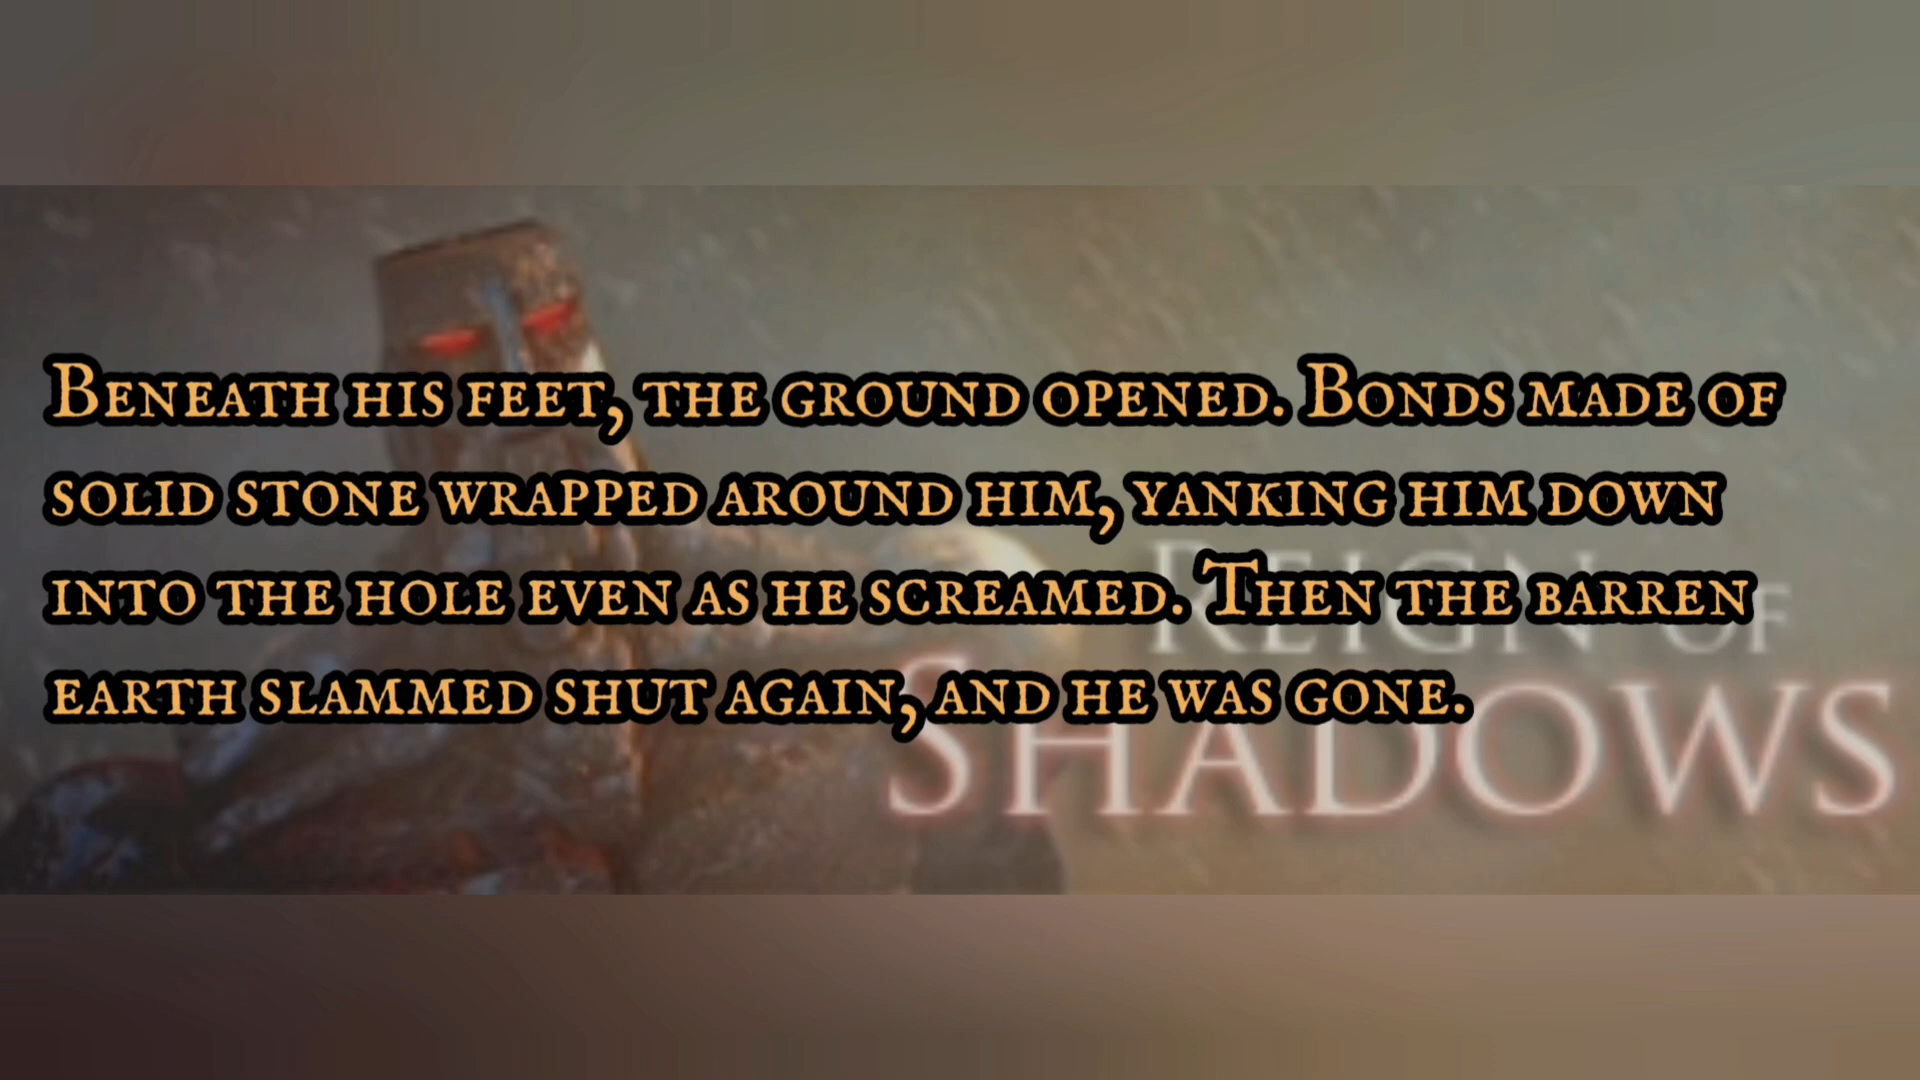 Beneath his feet, the ground opened. Bonds made of
solid stone wrapped around him, yanking him down
into the hole even as he screamed. Then the barren
earth slammed shut again, and he was gone.
Reign of
Shadows